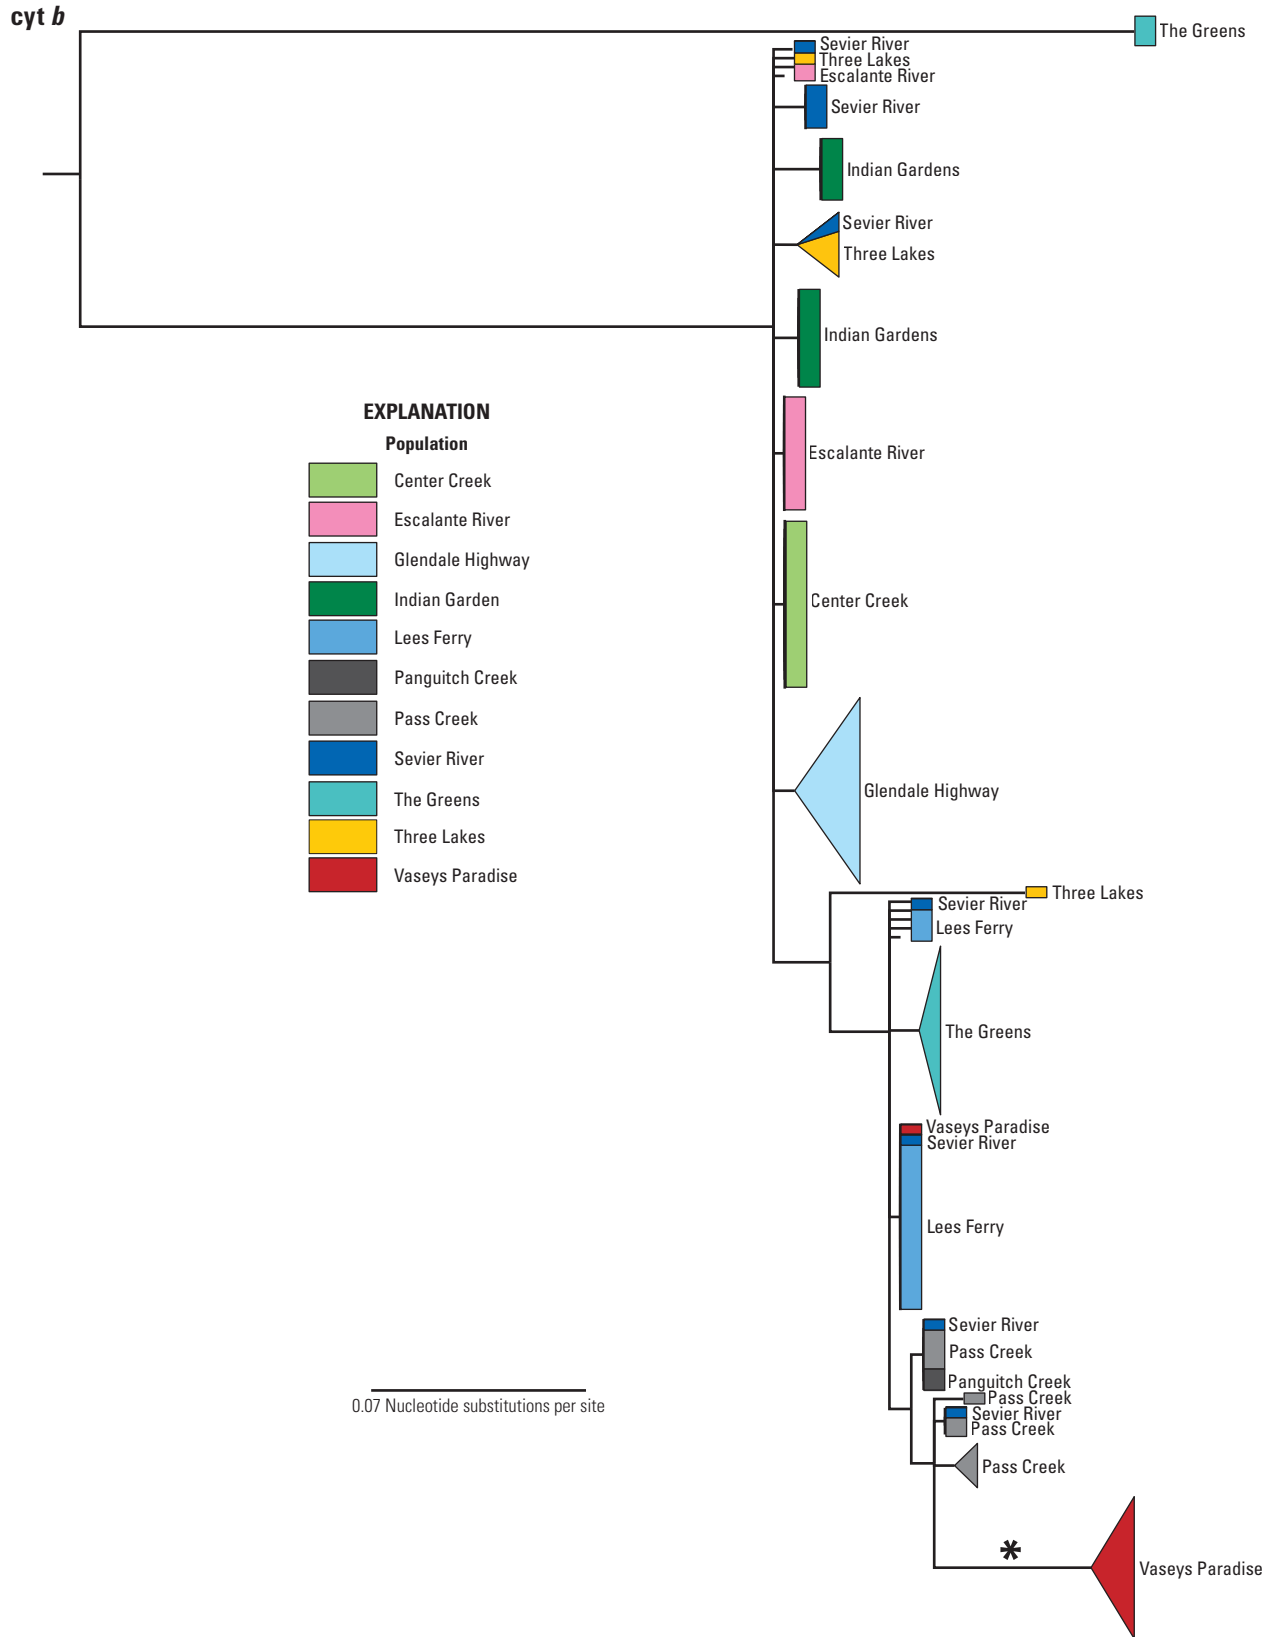 cyt b
The Greens
Sevier River
Three Lakes
Escalante River
Sevier River
Indian Gardens
Sevier River
Three Lakes
Indian Gardens
EXPLANATION
Population
Center Creek
Escalante River
Glendale Highway
Indian Garden
Lees Ferry
Panguitch Creek
Pass Creek
Sevier River
The Greens
Three Lakes
Vaseys Paradise
Escalante River
Center Creek
Glendale Highway
Three Lakes
Sevier River
Lees Ferry
The Greens
Vaseys Paradise
Sevier River
Lees Ferry
Sevier River
Pass Creek
Panguitch Creek
Pass Creek
Sevier River
Pass Creek
Pass Creek
*
Vaseys Paradise
0.07 Nucleotide substitutions per site